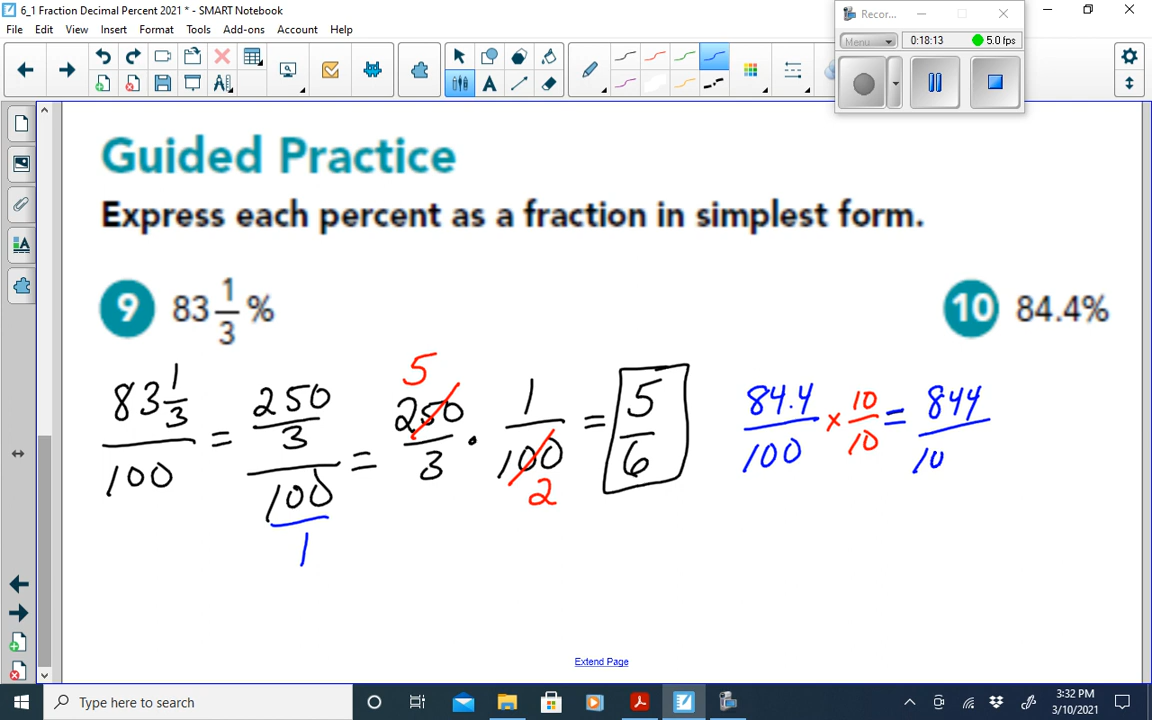 6_1 Fraction Decimal Percent 2021 * - SMART Notebook
Recor...
File Edit View Insert Format Tools Add-ons Account Help
Menu
0:18:13
5.0 fps
Guided Practice
Express each percent as a fraction in simplest form.
9 83 1/3 %
10 84.4%
83 1/3 / 100 = 250/3 / 100/1 = 250/3 · 1/100 = 5/6
5
2
84.4/100 × 10/10 = 844/10
Extend Page
Type here to search
3:32 PM
3/10/2021